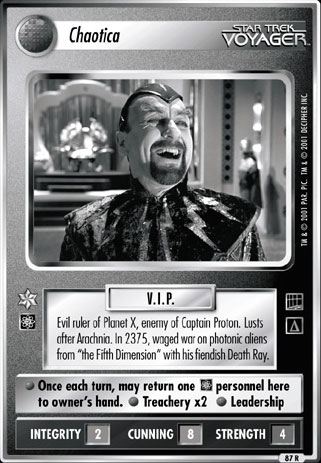 Chaotica
STAR TREK
VOYAGER
TM & © 2001 PAR. PIC. TM & © 2001 DECIPHER INC.
V.I.P.
Evil ruler of Planet X, enemy of Captain Proton. Lusts
after Arachnia. In 2375, waged war on photonic aliens
from "the Fifth Dimension" with his fiendish Death Ray.
Once each turn, may return one personnel here
to owner's hand. Treachery x2 Leadership
INTEGRITY 2 CUNNING 8 STRENGTH 4
87 R